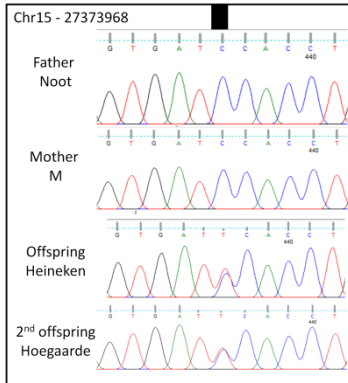 Chr15 - 27373968
G T G A T C C A C C T
440
Father
Noot
G T G A T C C A C C T
440
Mother
M
G T G A T T C A C C T
440
Offspring
Heineken
G T G A T T C A C C T
440
2nd offspring
Hoegaarde